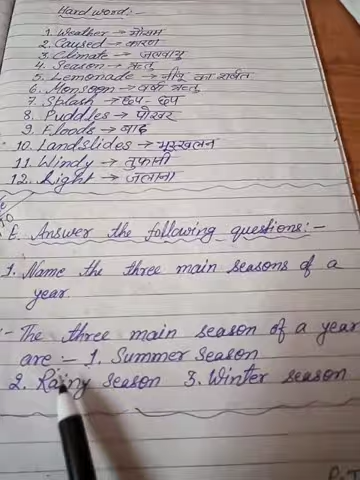 Hard word:-
1. Weather → मौसम
2. Caused → कारण
3. Climate → जलवायु
4. Season → ऋतु
5. Lemonade → नींबू का शर्बत
6. Monsoon → वर्षा ऋतु
7. Splash → छप - छप
8. Puddles → पोखर
9. Floods → बाढ़
10. Landslides → भूस्खलन
11. Windy → तुफानी
12. Light → जलाना
E. Answer the following questions:-
1. Name the three main seasons of a
year.
- The three main season of a year
are :- 1. Summer season
2. Rainy season 3. Winter season